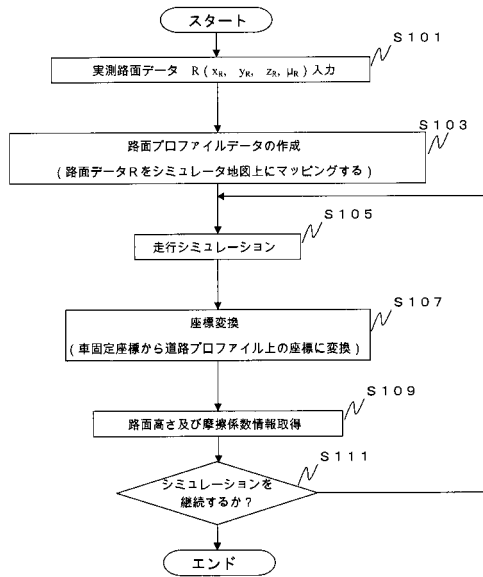 スタート
S101
実測路面データ R(xR, yR, zR, μR)入力
S103
路面プロファイルデータの作成
(路面データRをシミュレータ地図上にマッピングする)
S105
走行シミュレーション
S107
座標変換
(車固定座標から道路プロファイル上の座標に変換)
S109
路面高さ及び摩擦係数情報取得
S111
シミュレーションを
継続するか?
エンド